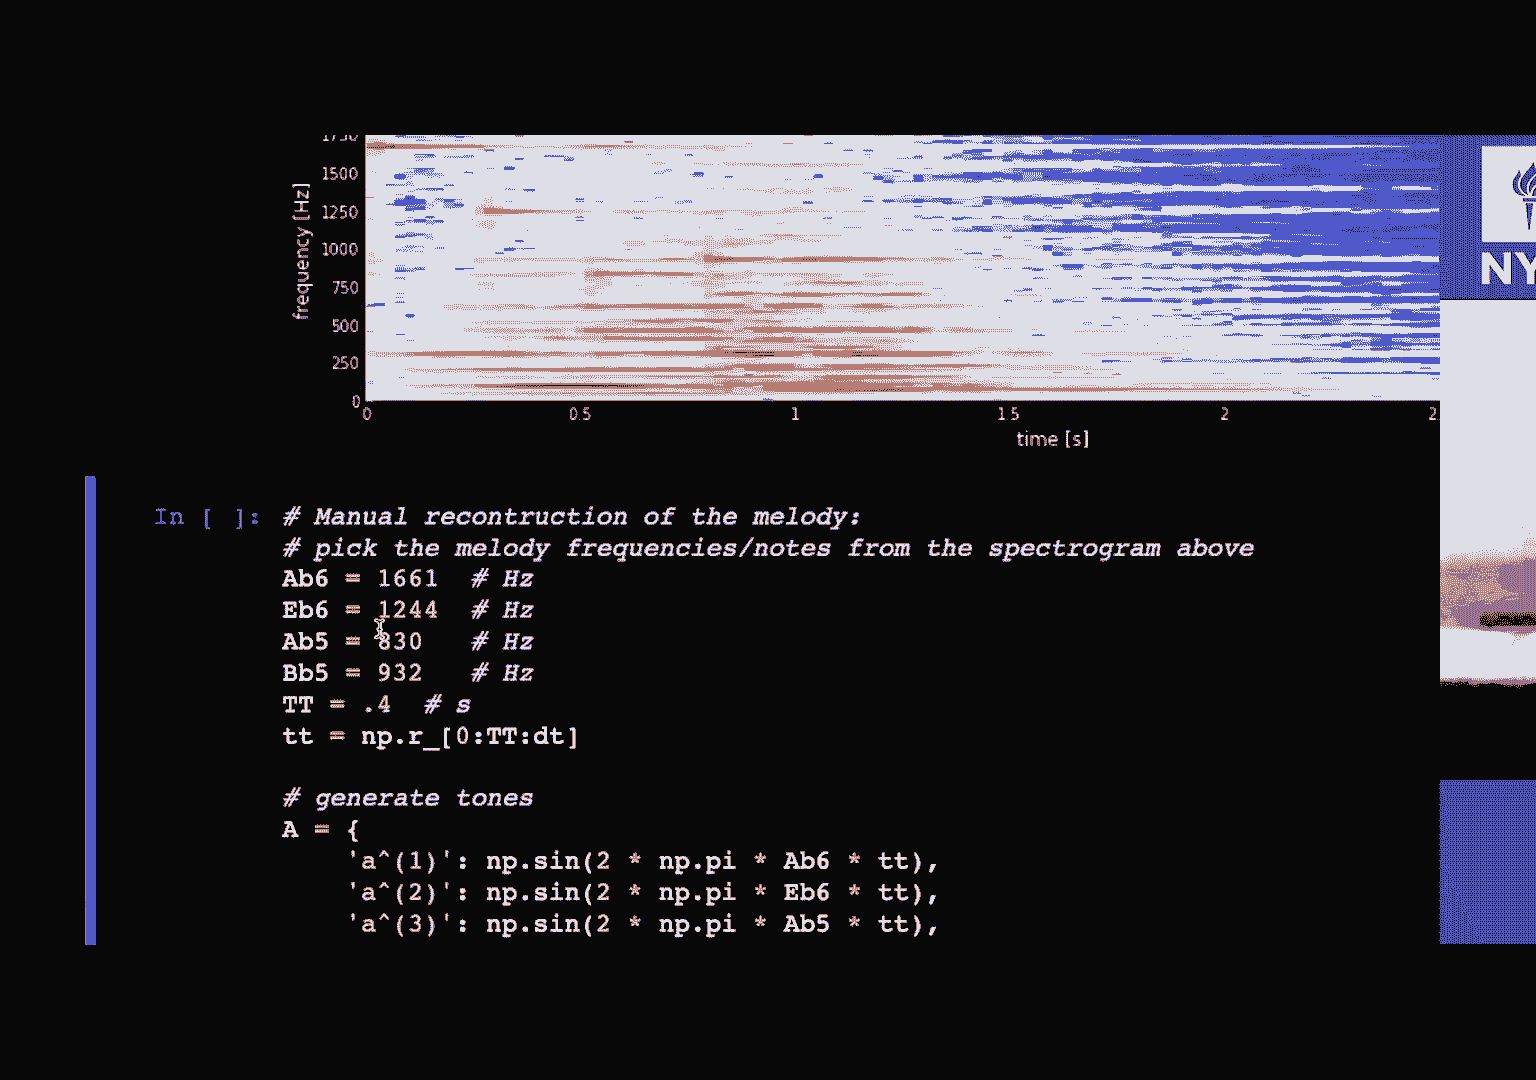 1750
1500
1250
1000
750
500
250
0
frequency [Hz]
0 0.5 1 1.5 2 2.
time [s]
NY
In [ ]: # Manual recontruction of the melody:
# pick the melody frequencies/notes from the spectrogram above
Ab6 = 1661 # Hz
Eb6 = 1244 # Hz
Ab5 = 830 # Hz
Bb5 = 932 # Hz
TT = .4 # s
tt = np.r_[0:TT:dt]
# generate tones
A = {
'a^(1)': np.sin(2 * np.pi * Ab6 * tt),
'a^(2)': np.sin(2 * np.pi * Eb6 * tt),
'a^(3)': np.sin(2 * np.pi * Ab5 * tt),